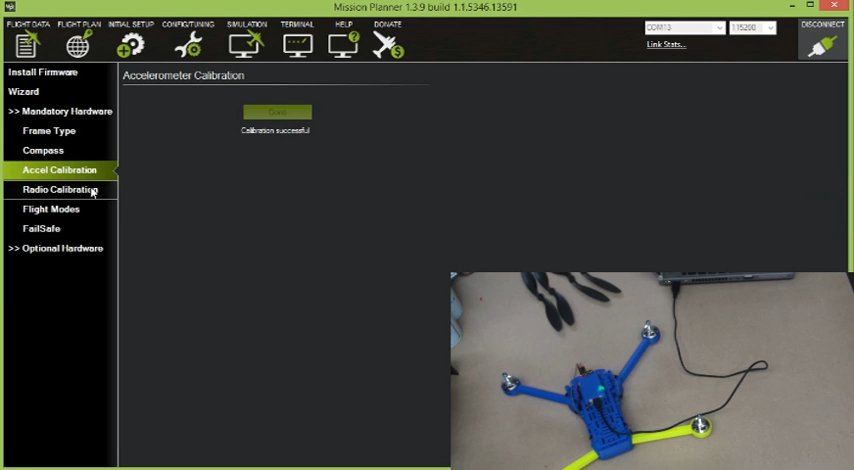 Mission Planner 1.3.9 build 1.1.5346.13591
FLIGHT DATA FLIGHT PLAN INITIAL SETUP CONFIG/TUNING SIMULATION TERMINAL HELP DONATE
COM13 115200 DISCONNECT
Link Stats...
Install Firmware
Wizard
>> Mandatory Hardware
Frame Type
Compass
Accel Calibration
Radio Calibration
Flight Modes
FailSafe
>> Optional Hardware
Accelerometer Calibration
Done
Calibration successful